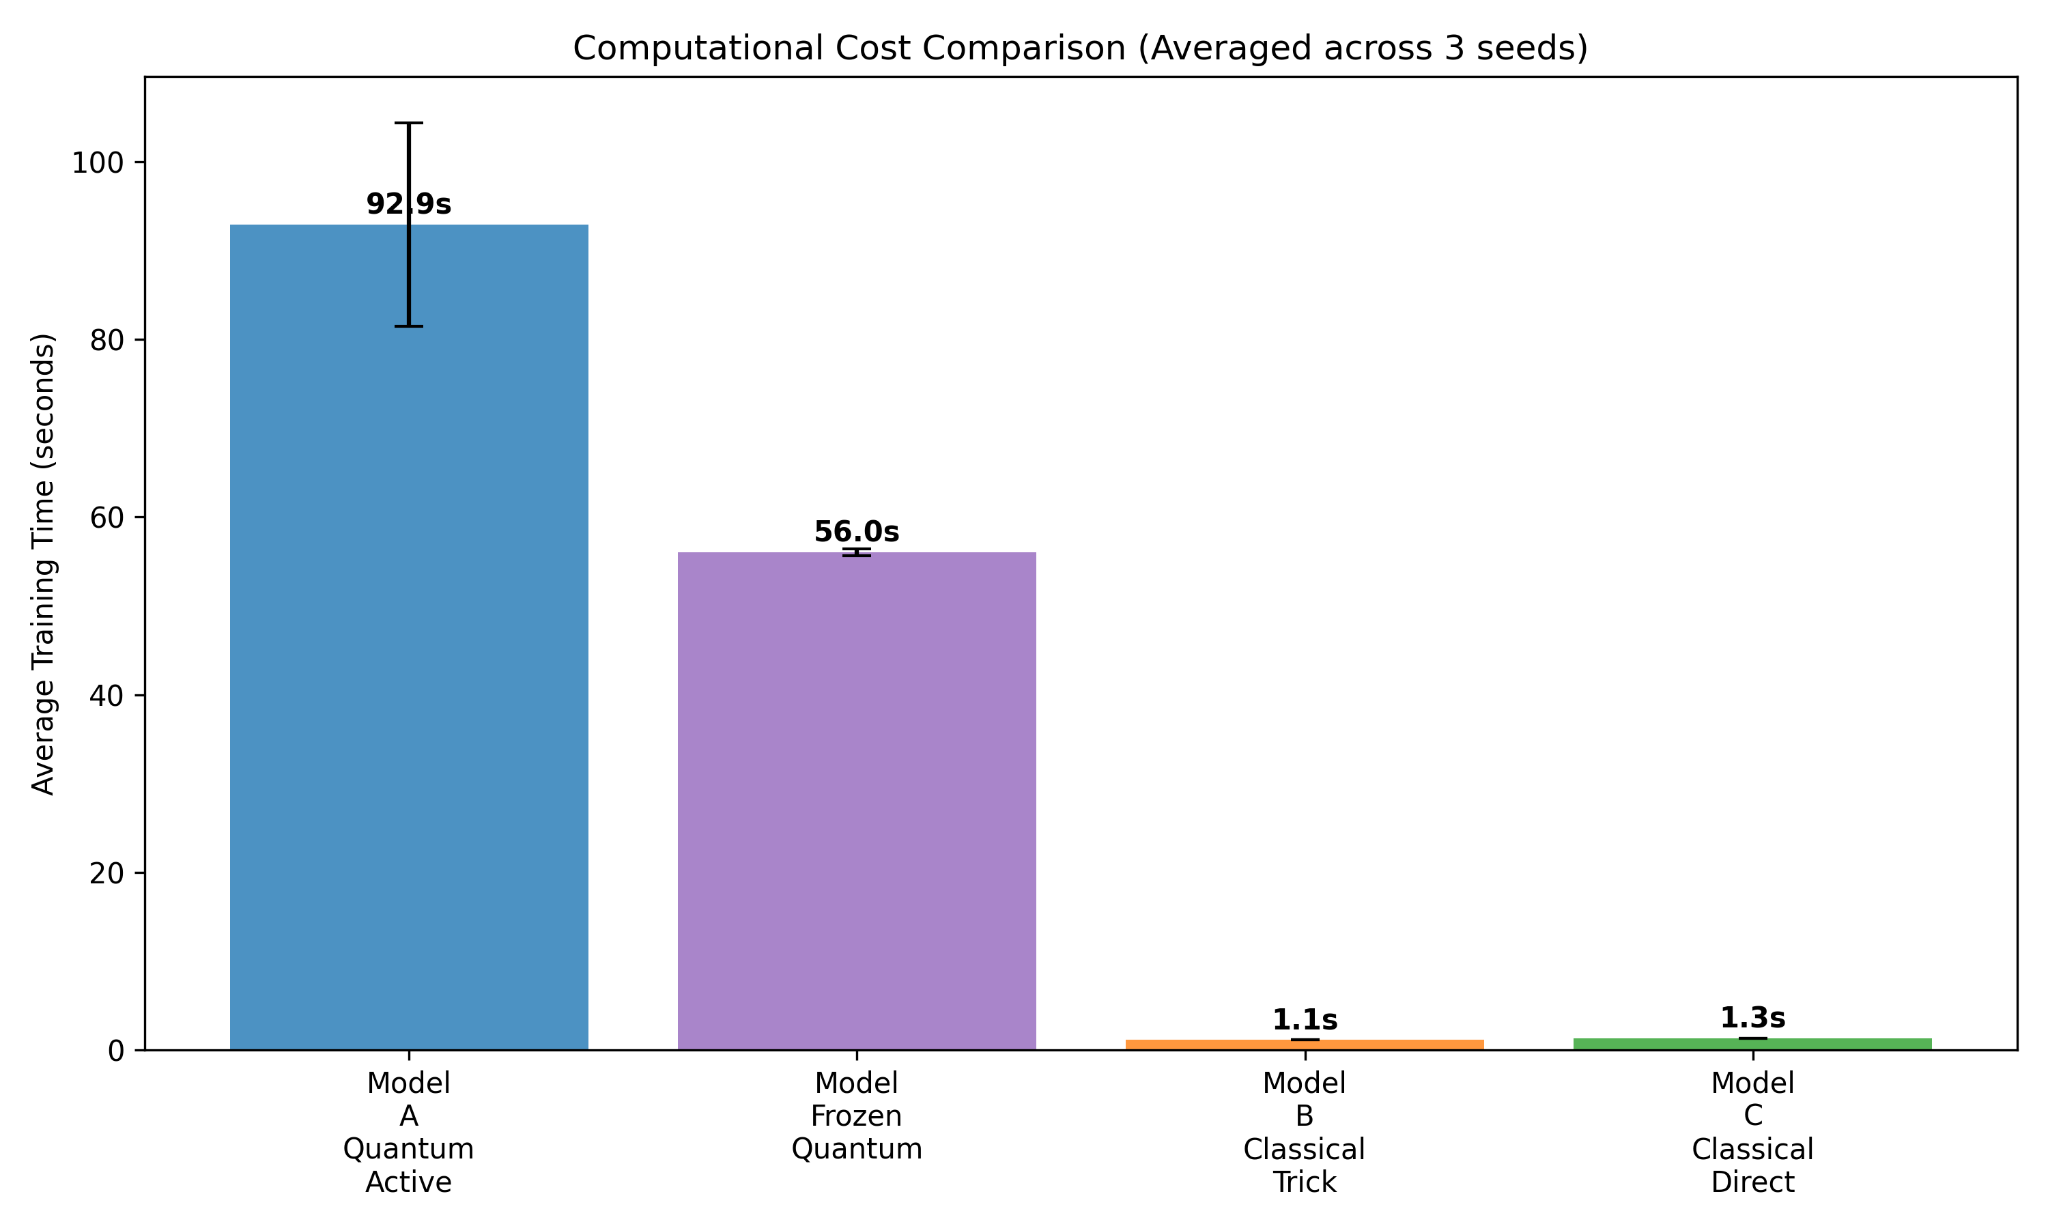 Computational Cost Comparison (Averaged across 3 seeds)
Average Training Time (seconds)
100
80
60
40
20
0
92.9s
56.0s
1.1s
1.3s
Model
A
Quantum
Active
Model
Frozen
Quantum
Model
B
Classical
Trick
Model
C
Classical
Direct